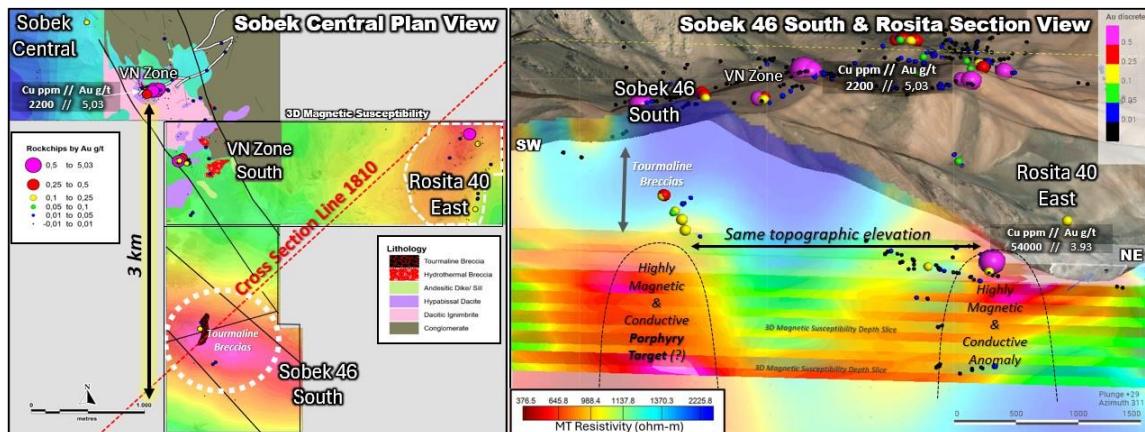 Sobek Central Plan View
Sobek
Central
VN Zone
Cu ppm // Au g/t
2200 // 5,03
3D Magnetic Susceptibility
Rockchips by Au g/t
0,5 to 5,03
0,25 to 0,5
0,1 to 0,25
0,05 to 0,1
0,01 to 0,05
-0,01 to 0,01
VN Zone
South
Rosita 40
East
3 km
Cross Section Line 1810
Lithology
Tourmaline Breccia
Hydrothermal Breccia
Andesitic Dike/ Sill
Hypabissal Dacite
Dacitic Ignimbrite
Conglomerate
Tourmaline
Breccias
Sobek 46
South
N
0
1.000
metres
Sobek 46 South & Rosita Section View
Au discrete
0.5
0.25
0.1
0.05
0.01
VN Zone
Cu ppm // Au g/t
2200 // 5,03
Sobek 46
South
SW
Tourmaline
Breccias
Rosita 40
East
Cu ppm // Au g/t
54000 // 3.93
NE
Same topographic elevation
Highly
Magnetic
&
Conductive
Porphyry
Target (?)
Highly
Magnetic
&
Conductive
Anomaly
3D Magnetic Susceptibility Depth Slice
3D Magnetic Susceptibility Depth Slice
376.5 645.8 988.4 1137.8 1370.3 2225.8
MT Resistivity (ohm-m)
Plunge +29
Azimuth 311
0 500 1000 1500